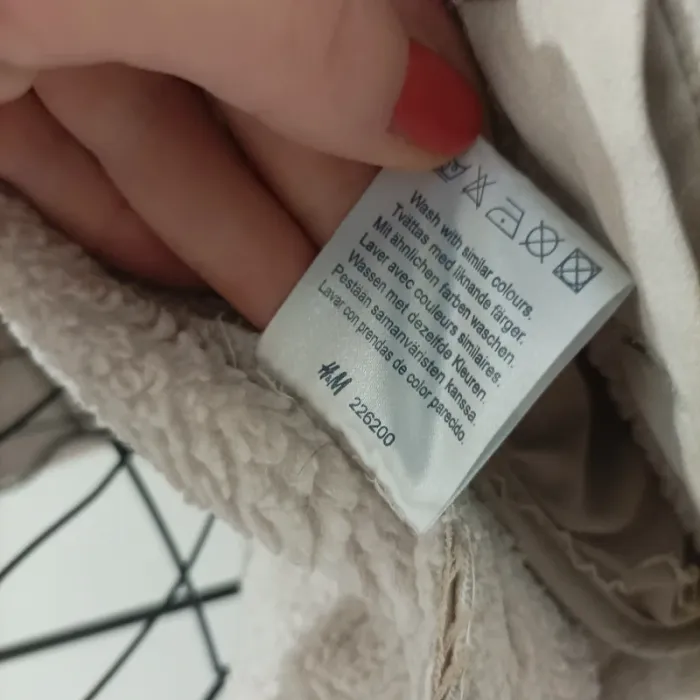 Wash with similar colours.
Tvättas med liknande färger.
Mit ähnlichen farben waschen.
Laver avec couleurs similaires.
Wassen met dezelfde Kleuren.
Pestään samanväristen kanssa.
Lavar con prendas de color parecido.
H&M 226200